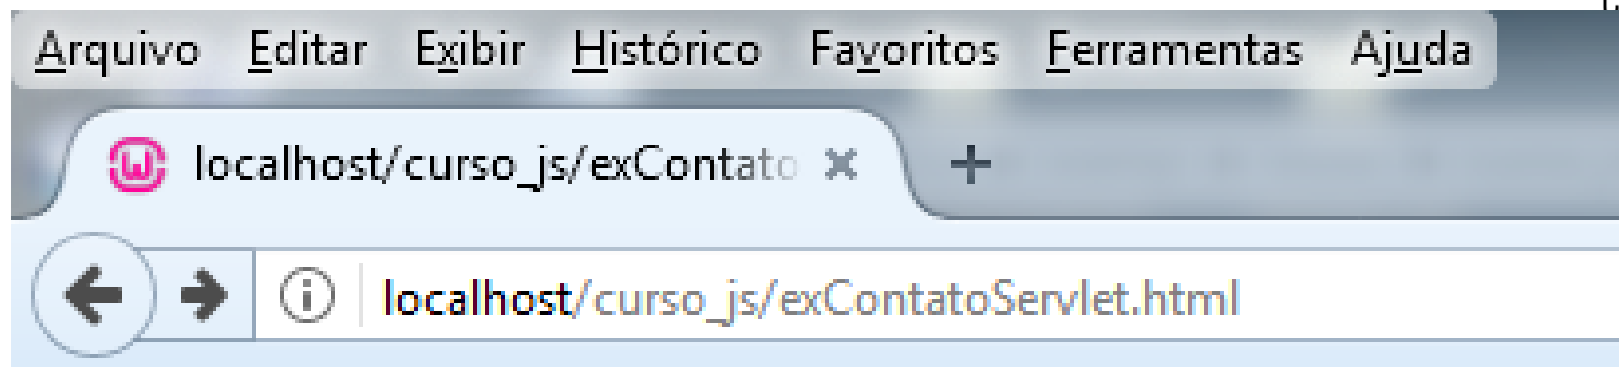 Arquivo Editar Exibir Histórico Favoritos Ferramentas Ajuda
localhost/curso_js/exContato
localhost/curso_js/exContatoServlet.html